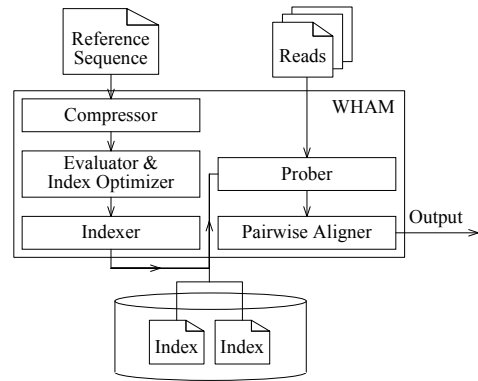 Reference
Sequence
Reads
WHAM
Compressor
Evaluator &
Index Optimizer
Prober
Indexer
Pairwise Aligner
Output
Index
Index